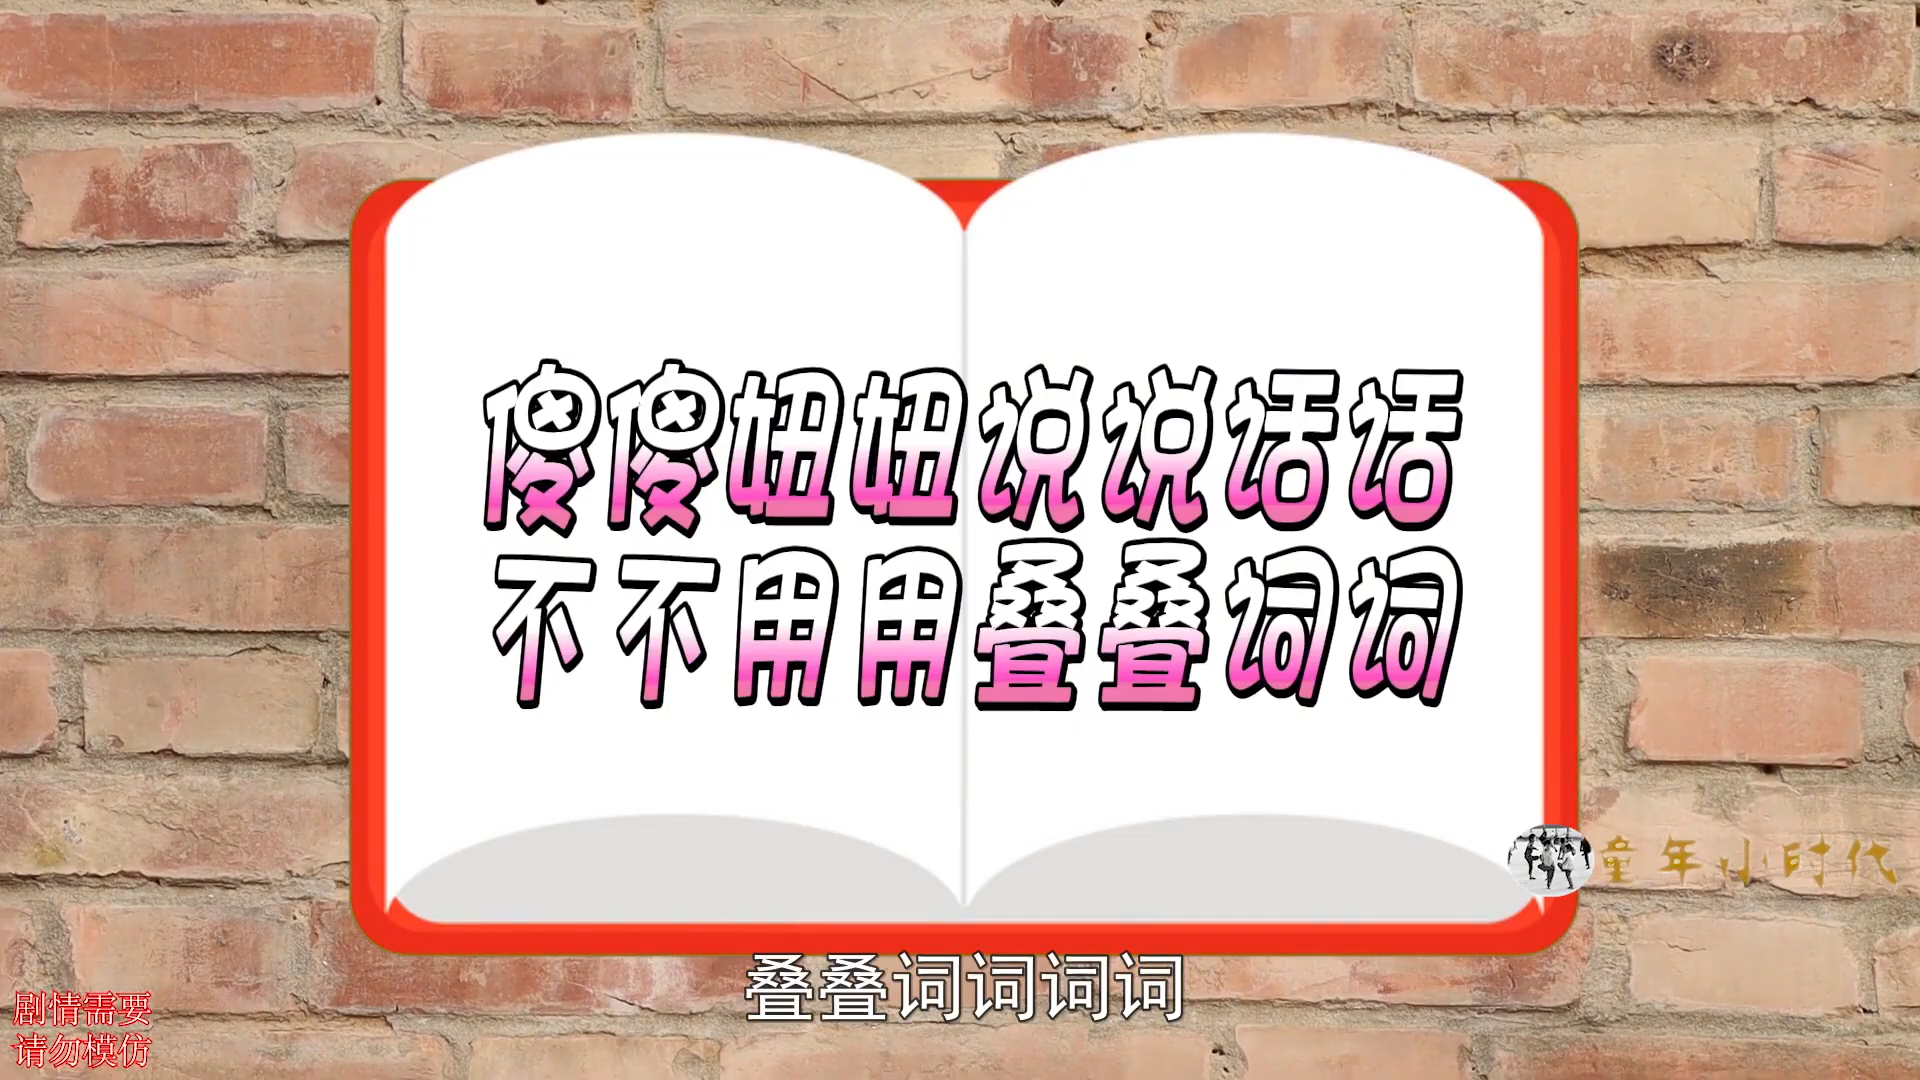 傻傻妞妞说说话话
不不用用叠叠词词
童年小时代
叠叠词词词词
剧情需要
请勿模仿